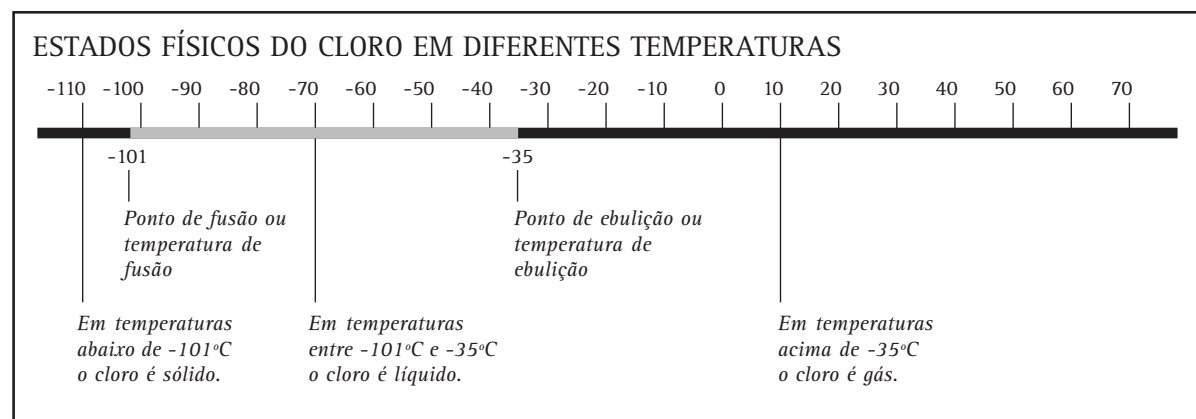 ESTADOS FÍSICOS DO CLORO EM DIFERENTES TEMPERATURAS
-110 -100 -90 -80 -70 -60 -50 -40 -30 -20 -10 0 10 20 30 40 50 60 70
-101 -35
Ponto de fusão ou
temperatura de
fusão
Ponto de ebulição ou
temperatura de
ebulição
Em temperaturas
abaixo de -101ºC
o cloro é sólido.
Em temperaturas
entre -101ºC e -35ºC
o cloro é líquido.
Em temperaturas
acima de -35ºC
o cloro é gás.